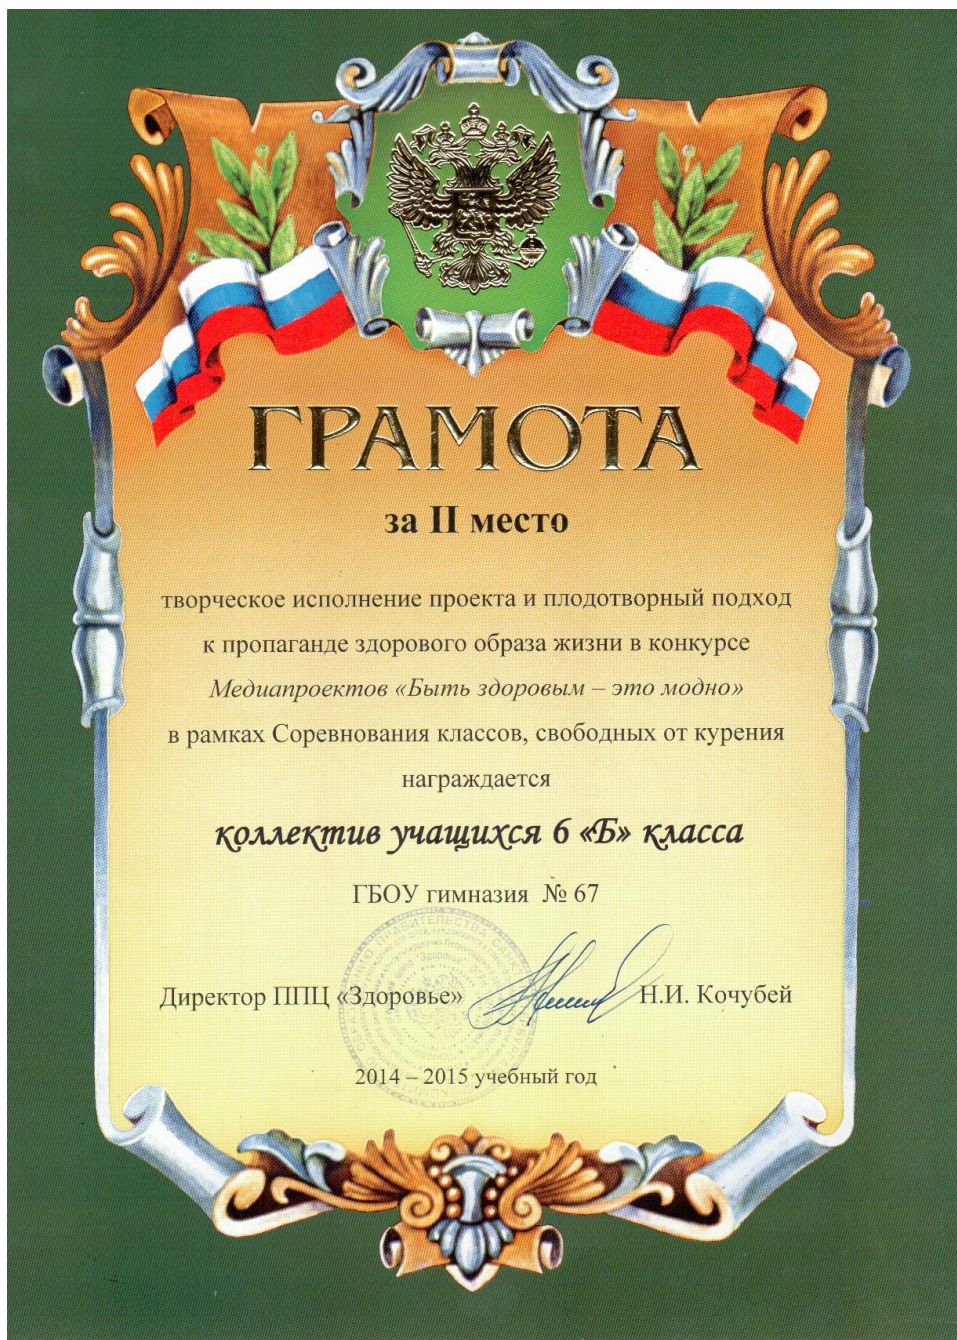 ГРАМОТА
за II место
творческое исполнение проекта и плодотворный подход
к пропаганде здорового образа жизни в конкурсе
Медиапроектов «Быть здоровым – это модно»
в рамках Соревнования классов, свободных от курения
награждается
коллектив учащихся 6 «Б» класса
ГБОУ гимназия № 67
Директор ППЦ «Здоровье» Н.И. Кочубей
2014 – 2015 учебный год